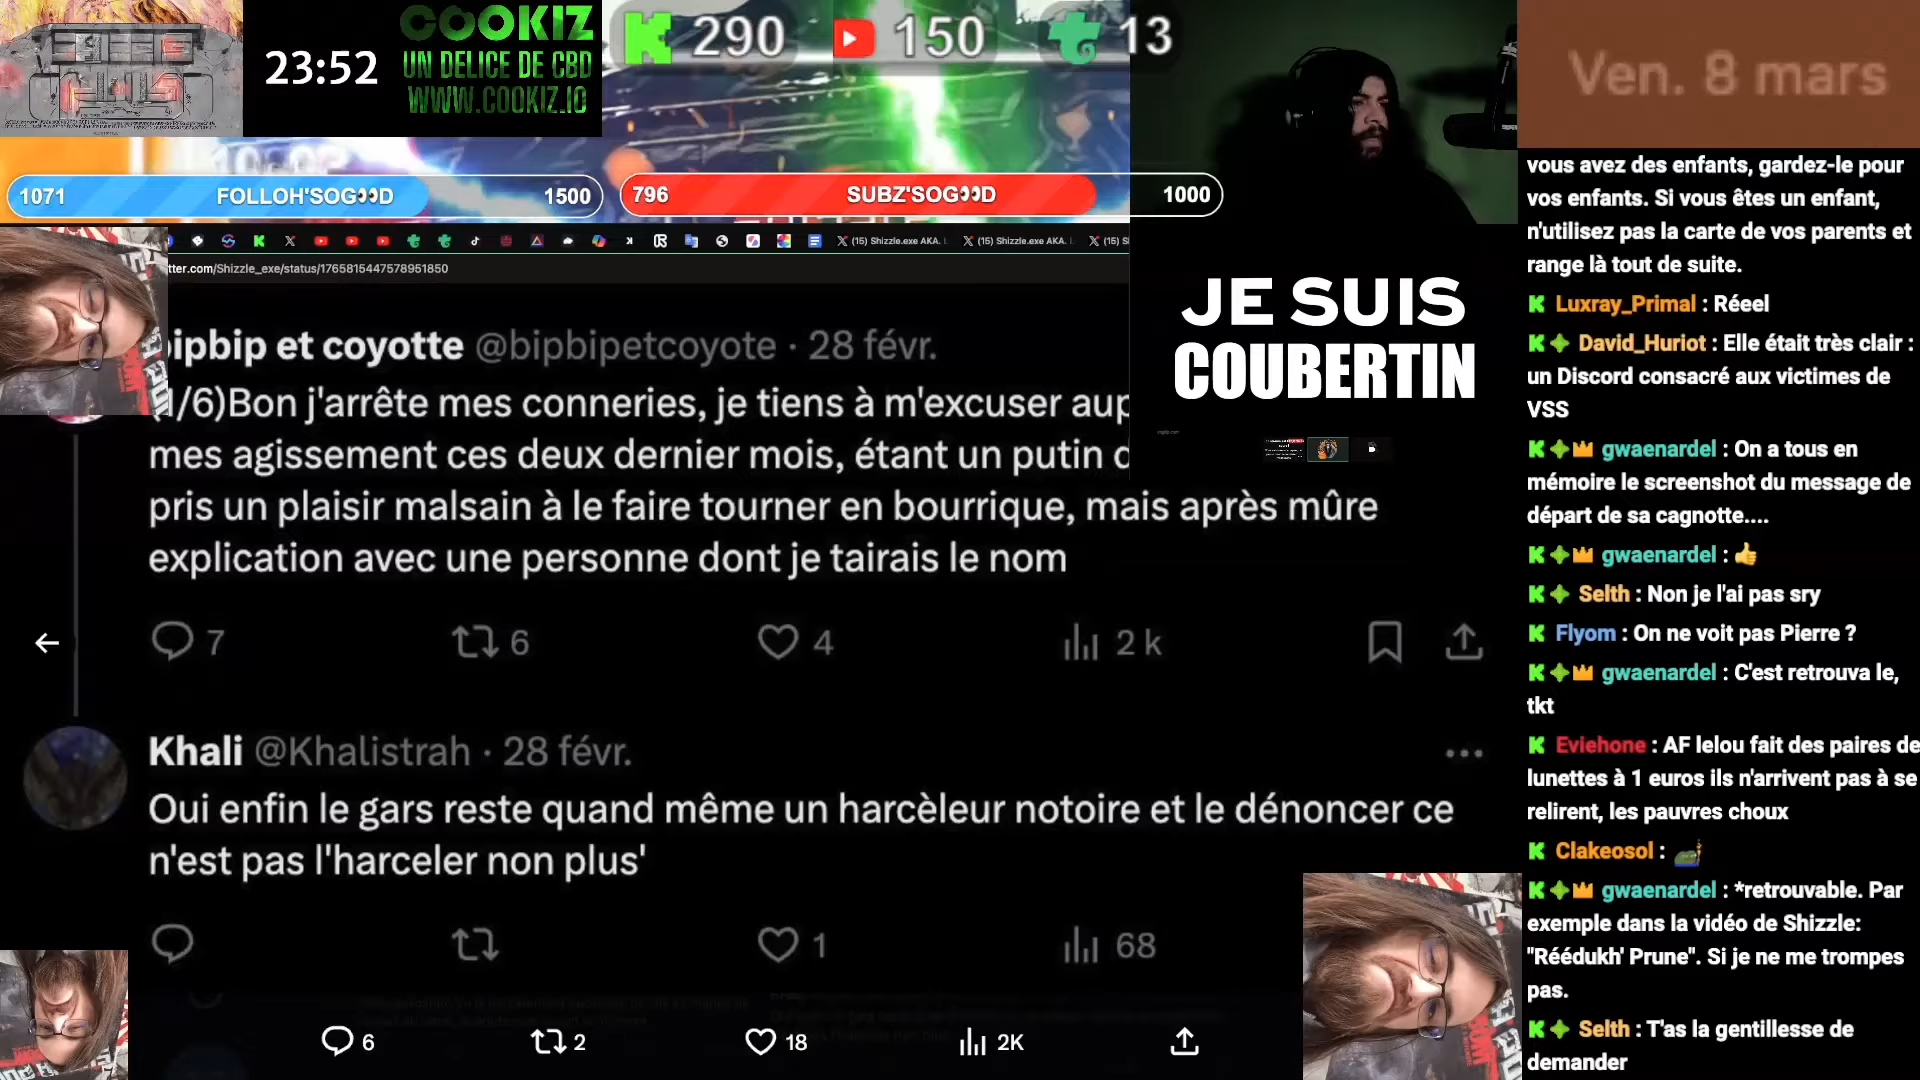 23:52
COOKIZ
UN DELICE DE CBD
WWW.COOKIZ.IO
290
150
13
Ven. 8 mars
1071 FOLLOH'SOG👀D 1500
796 SUBZ'SOG👀D 1000
(15) Shizzle.exe AKA.
(15) Shizzle.exe AKA.
(15) S
tter.com/Shizzle_exe/status/1765815447578951850
ipbip et coyotte @bipbipetcoyote · 28 févr.
1/6)Bon j'arrête mes conneries, je tiens à m'excuser aup
mes agissement ces deux dernier mois, étant un putin d
pris un plaisir malsain à le faire tourner en bourrique, mais après mûre
explication avec une personne dont je tairais le nom
7 6 4 2 k
Khali @Khalistrah · 28 févr.
Oui enfin le gars reste quand même un harcèleur notoire et le dénoncer ce
n'est pas l'harceler non plus'
1 68
6 2 18 2K
JE SUIS
COUBERTIN
vous avez des enfants, gardez-le pour
vos enfants. Si vous êtes un enfant,
n'utilisez pas la carte de vos parents et
range là tout de suite.
Luxray_Primal : Réeel
David_Huriot : Elle était très clair :
un Discord consacré aux victimes de
VSS
gwaenardel : On a tous en
mémoire le screenshot du message de
départ de sa cagnotte....
gwaenardel : 👍
Selth : Non je l'ai pas sry
Flyom : On ne voit pas Pierre ?
gwaenardel : C'est retrouva le,
tkt
Eviehone : AF lelou fait des paires de
lunettes à 1 euros ils n'arrivent pas à se
relirent, les pauvres choux
Clakeosol :
gwaenardel : *retrouvable. Par
exemple dans la vidéo de Shizzle:
"Réédukh' Prune". Si je ne me trompes
pas.
Selth : T'as la gentillesse de
demander